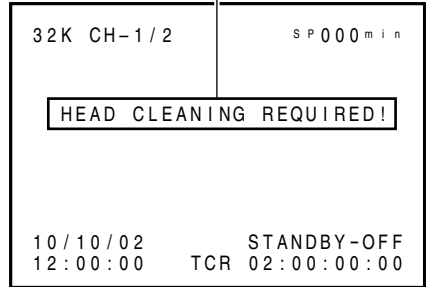 32K CH-1/2 SP000min
HEAD CLEANING REQUIRED!
10/10/02 STANDBY-OFF
12:00:00 TCR 02:00:00:00